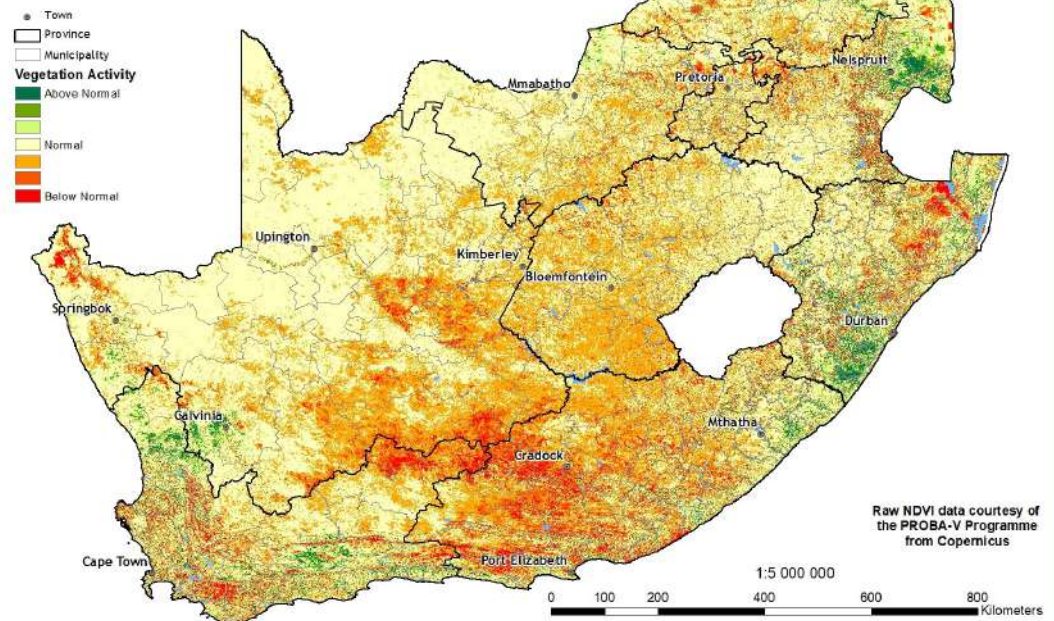 Town
Province
Municipality
Vegetation Activity
Above Normal
Normal
Below Normal
Nelspruit
Pretoria
Mmabatho
Upington
Kimberley
Bloemfontein
Springbok
Durban
Calvinia
Mthatha
Cradock
Cape Town
Port Elizabeth
Raw NDVI data courtesy of
the PROBA-V Programme
from Copernicus
1:5 000 000
0 100 200 400 600 800
Kilometers